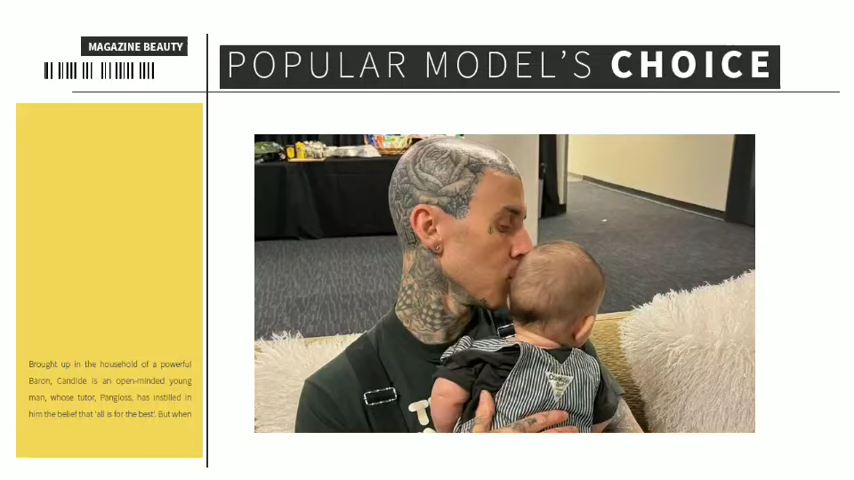 MAGAZINE BEAUTY
POPULAR MODEL'S CHOICE
Brought up in the household of a powerful
Baron, Candide is an open-minded young
man, whose tutor, Pangloss, has instilled in
him the belief that 'all is for the best'. But when